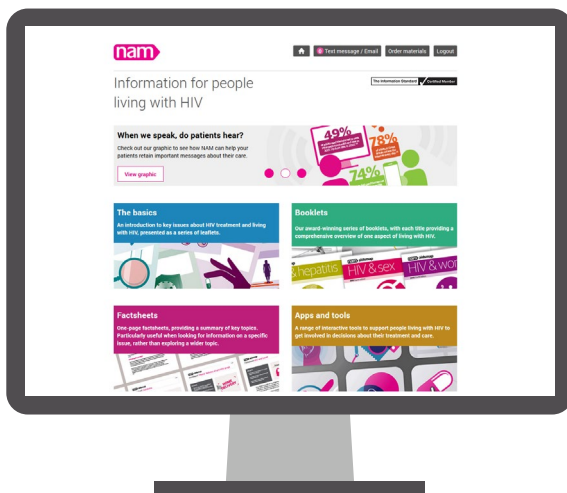 nam
0 Text message / Email Order materials Logout
Information for people
living with HIV
The Information Standard Certified Member
When we speak, do patients hear?
Check out our graphic to see how NAM can help your
patients retain important messages about their care.
View graphic
49%
78%
74%
The basics
An introduction to key issues about HIV treatment and living
with HIV, presented as a series of leaflets.
Booklets
Our award-winning series of booklets, with each title providing a
comprehensive overview of one aspect of living with HIV.
hepatitis
HIV & sex
HIV & wo
Factsheets
One-page factsheets, providing a summary of key topics.
Particularly useful when looking for information on a specific
issue, rather than exploring a wider topic.
Apps and tools
A range of interactive tools to support people living with HIV to
get involved in decisions about their treatment and care.